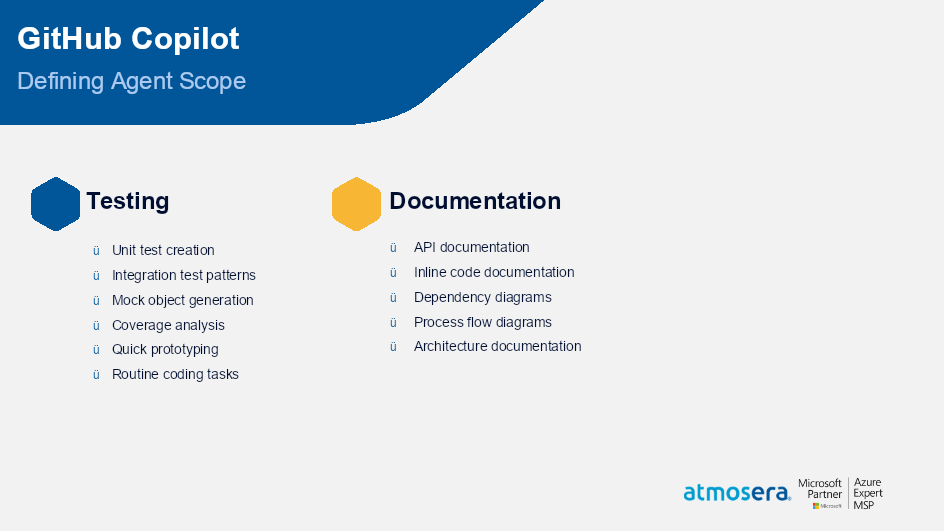 GitHub Copilot
Defining Agent Scope
Testing
ü Unit test creation
ü Integration test patterns
ü Mock object generation
ü Coverage analysis
ü Quick prototyping
ü Routine coding tasks
Documentation
ü API documentation
ü Inline code documentation
ü Dependency diagrams
ü Process flow diagrams
ü Architecture documentation
atmosera®
Microsoft
Partner
Microsoft
Azure
Expert
MSP